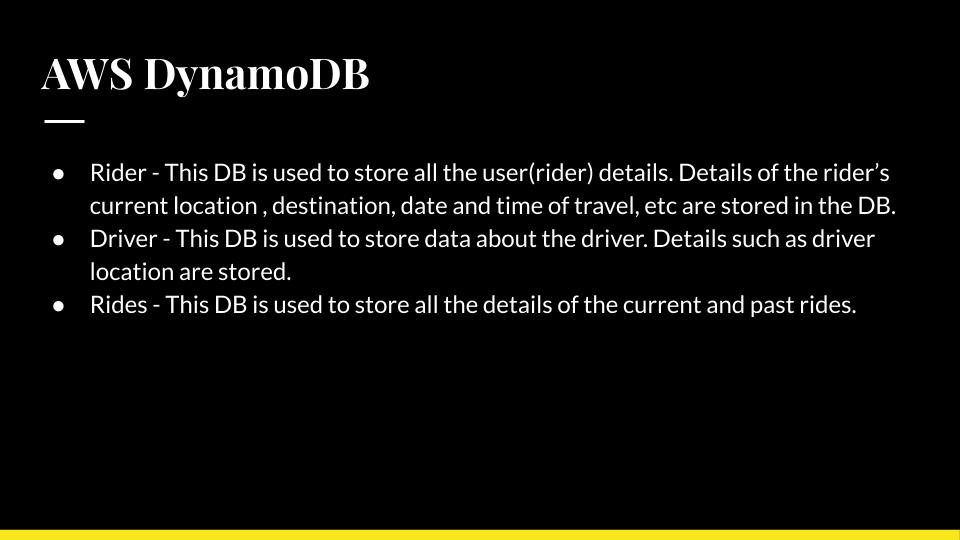 AWS DynamoDB
● Rider - This DB is used to store all the user(rider) details. Details of the rider’s
current location , destination, date and time of travel, etc are stored in the DB.
● Driver - This DB is used to store data about the driver. Details such as driver
location are stored.
● Rides - This DB is used to store all the details of the current and past rides.